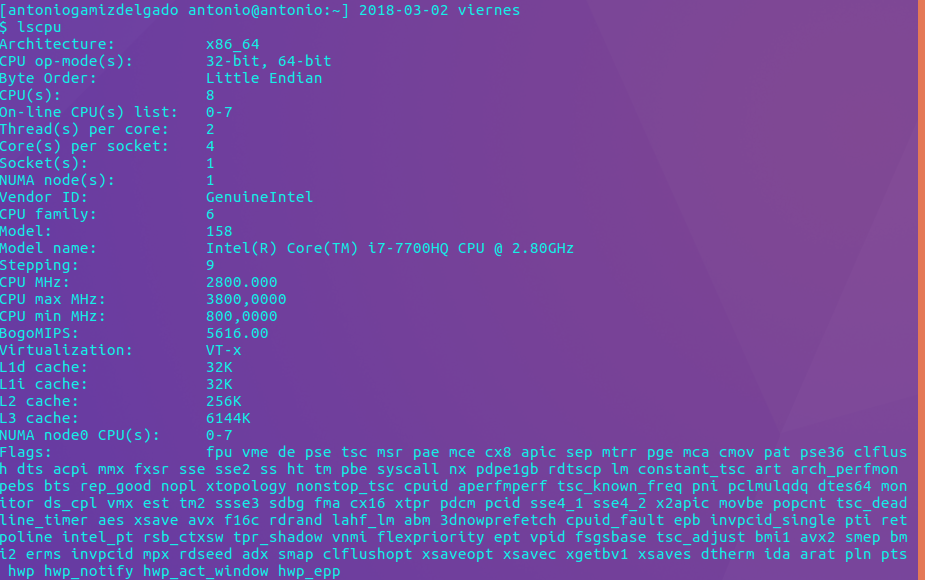 [antoniogamizdelgado antonio@antonio:~] 2018-03-02 viernes
$ lscpu
Architecture:          x86_64
CPU op-mode(s):        32-bit, 64-bit
Byte Order:            Little Endian
CPU(s):                8
On-line CPU(s) list:   0-7
Thread(s) per core:    2
Core(s) per socket:    4
Socket(s):             1
NUMA node(s):          1
Vendor ID:             GenuineIntel
CPU family:            6
Model:                 158
Model name:            Intel(R) Core(TM) i7-7700HQ CPU @ 2.80GHz
Stepping:              9
CPU MHz:               2800.000
CPU max MHz:           3800,0000
CPU min MHz:           800,0000
BogoMIPS:              5616.00
Virtualization:        VT-x
L1d cache:             32K
L1i cache:             32K
L2 cache:              256K
L3 cache:              6144K
NUMA node0 CPU(s):     0-7
Flags:                 fpu vme de pse tsc msr pae mce cx8 apic sep mtrr pge mca cmov pat pse36 clflus
h dts acpi mmx fxsr sse sse2 ss ht tm pbe syscall nx pdpe1gb rdtscp lm constant_tsc art arch_perfmon
pebs bts rep_good nopl xtopology nonstop_tsc cpuid aperfmperf tsc_known_freq pni pclmulqdq dtes64 mon
itor ds_cpl vmx est tm2 ssse3 sdbg fma cx16 xtpr pdcm pcid sse4_1 sse4_2 x2apic movbe popcnt tsc_dead
line_timer aes xsave avx f16c rdrand lahf_lm abm 3dnowprefetch cpuid_fault epb invpcid_single pti ret
poline intel_pt rsb_ctxsw tpr_shadow vnmi flexpriority ept vpid fsgsbase tsc_adjust bmi1 avx2 smep bm
i2 erms invpcid mpx rdseed adx smap clflushopt xsaveopt xsavec xgetbv1 xsaves dtherm ida arat pln pts
 hwp hwp_notify hwp_act_window hwp_epp